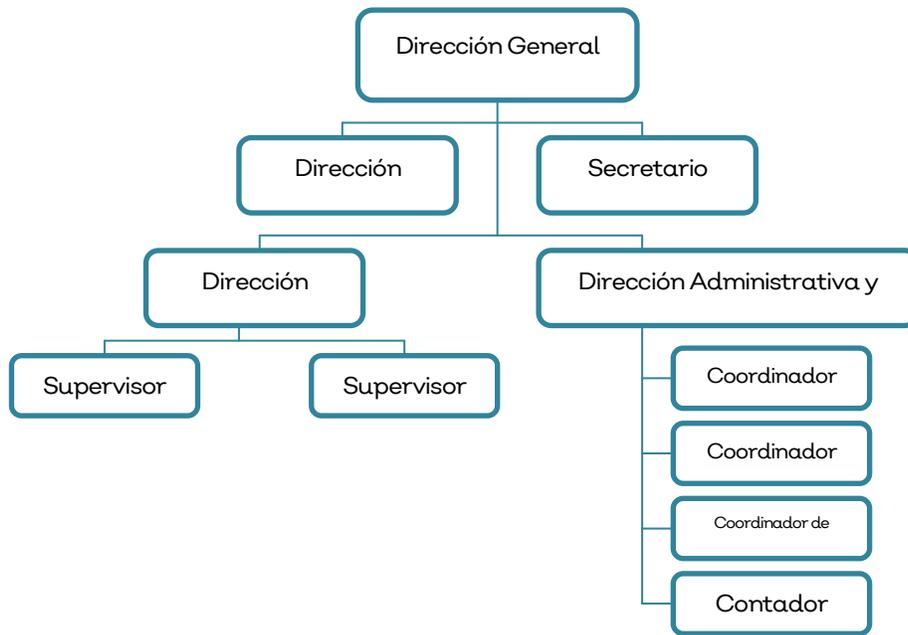 Dirección General
Dirección
Secretario
Dirección
Dirección Administrativa y
Supervisor
Supervisor
Coordinador
Coordinador
Coordinador de
Contador